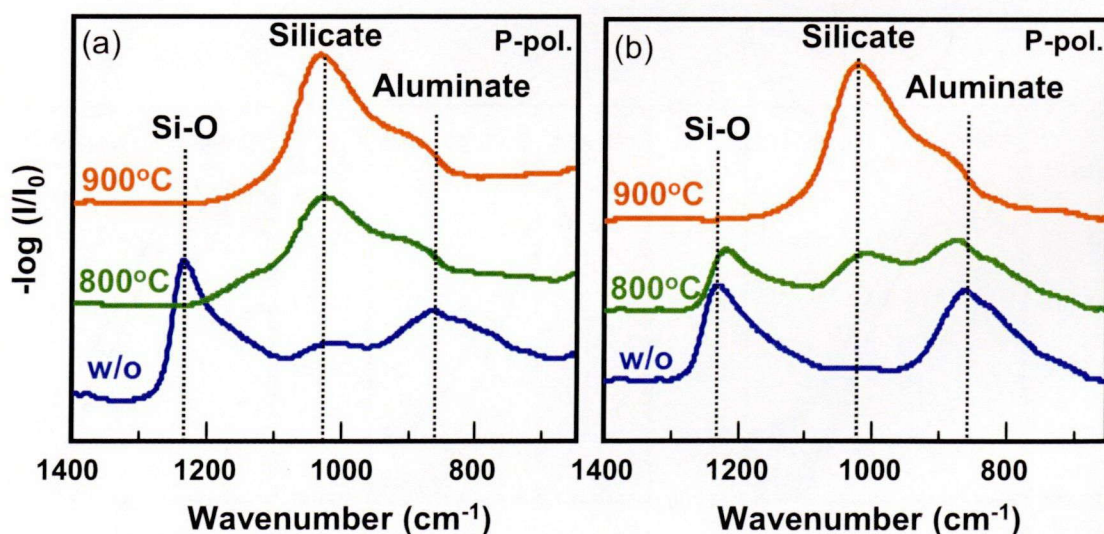 (a)
Silicate
P-pol.
Aluminate
Si-O
900°C
800°C
w/o
-log (I/I₀)
1400
1200
1000
800
Wavenumber (cm⁻¹)
(b)
Silicate
P-pol.
Aluminate
Si-O
900°C
800°C
w/o
1400
1200
1000
800
Wavenumber (cm⁻¹)